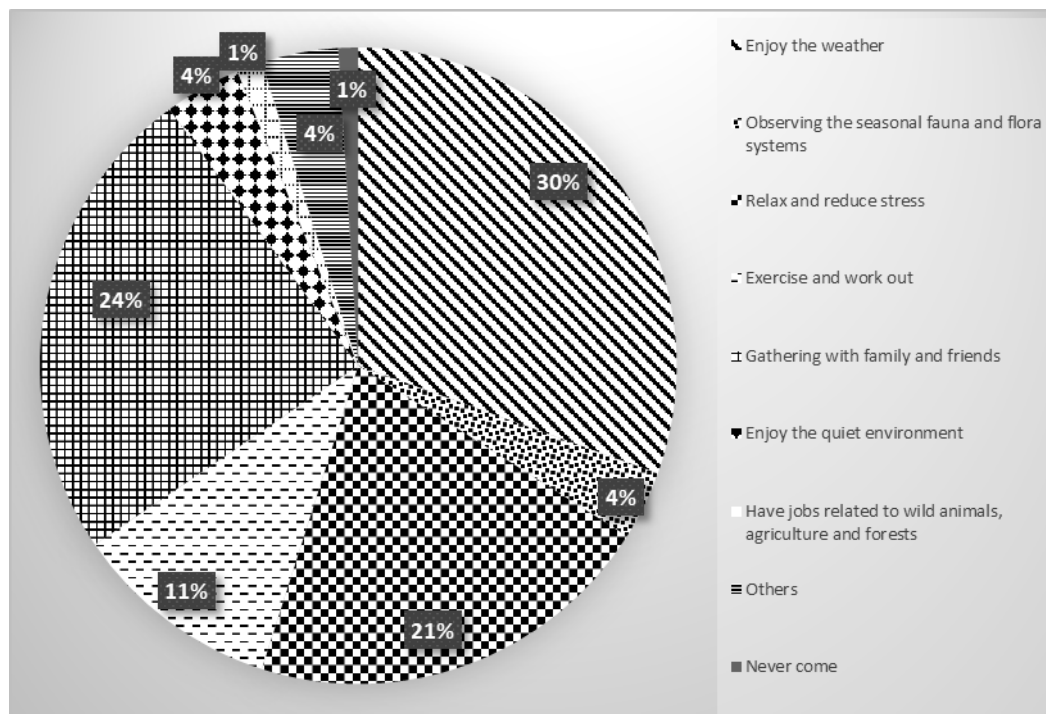 1%
4%
1%
4%
30%
24%
4%
11%
21%
Enjoy the weather
Observing the seasonal fauna and flora
systems
Relax and reduce stress
Exercise and work out
Gathering with family and friends
Enjoy the quiet environment
Have jobs related to wild animals,
agriculture and forests
Others
Never come